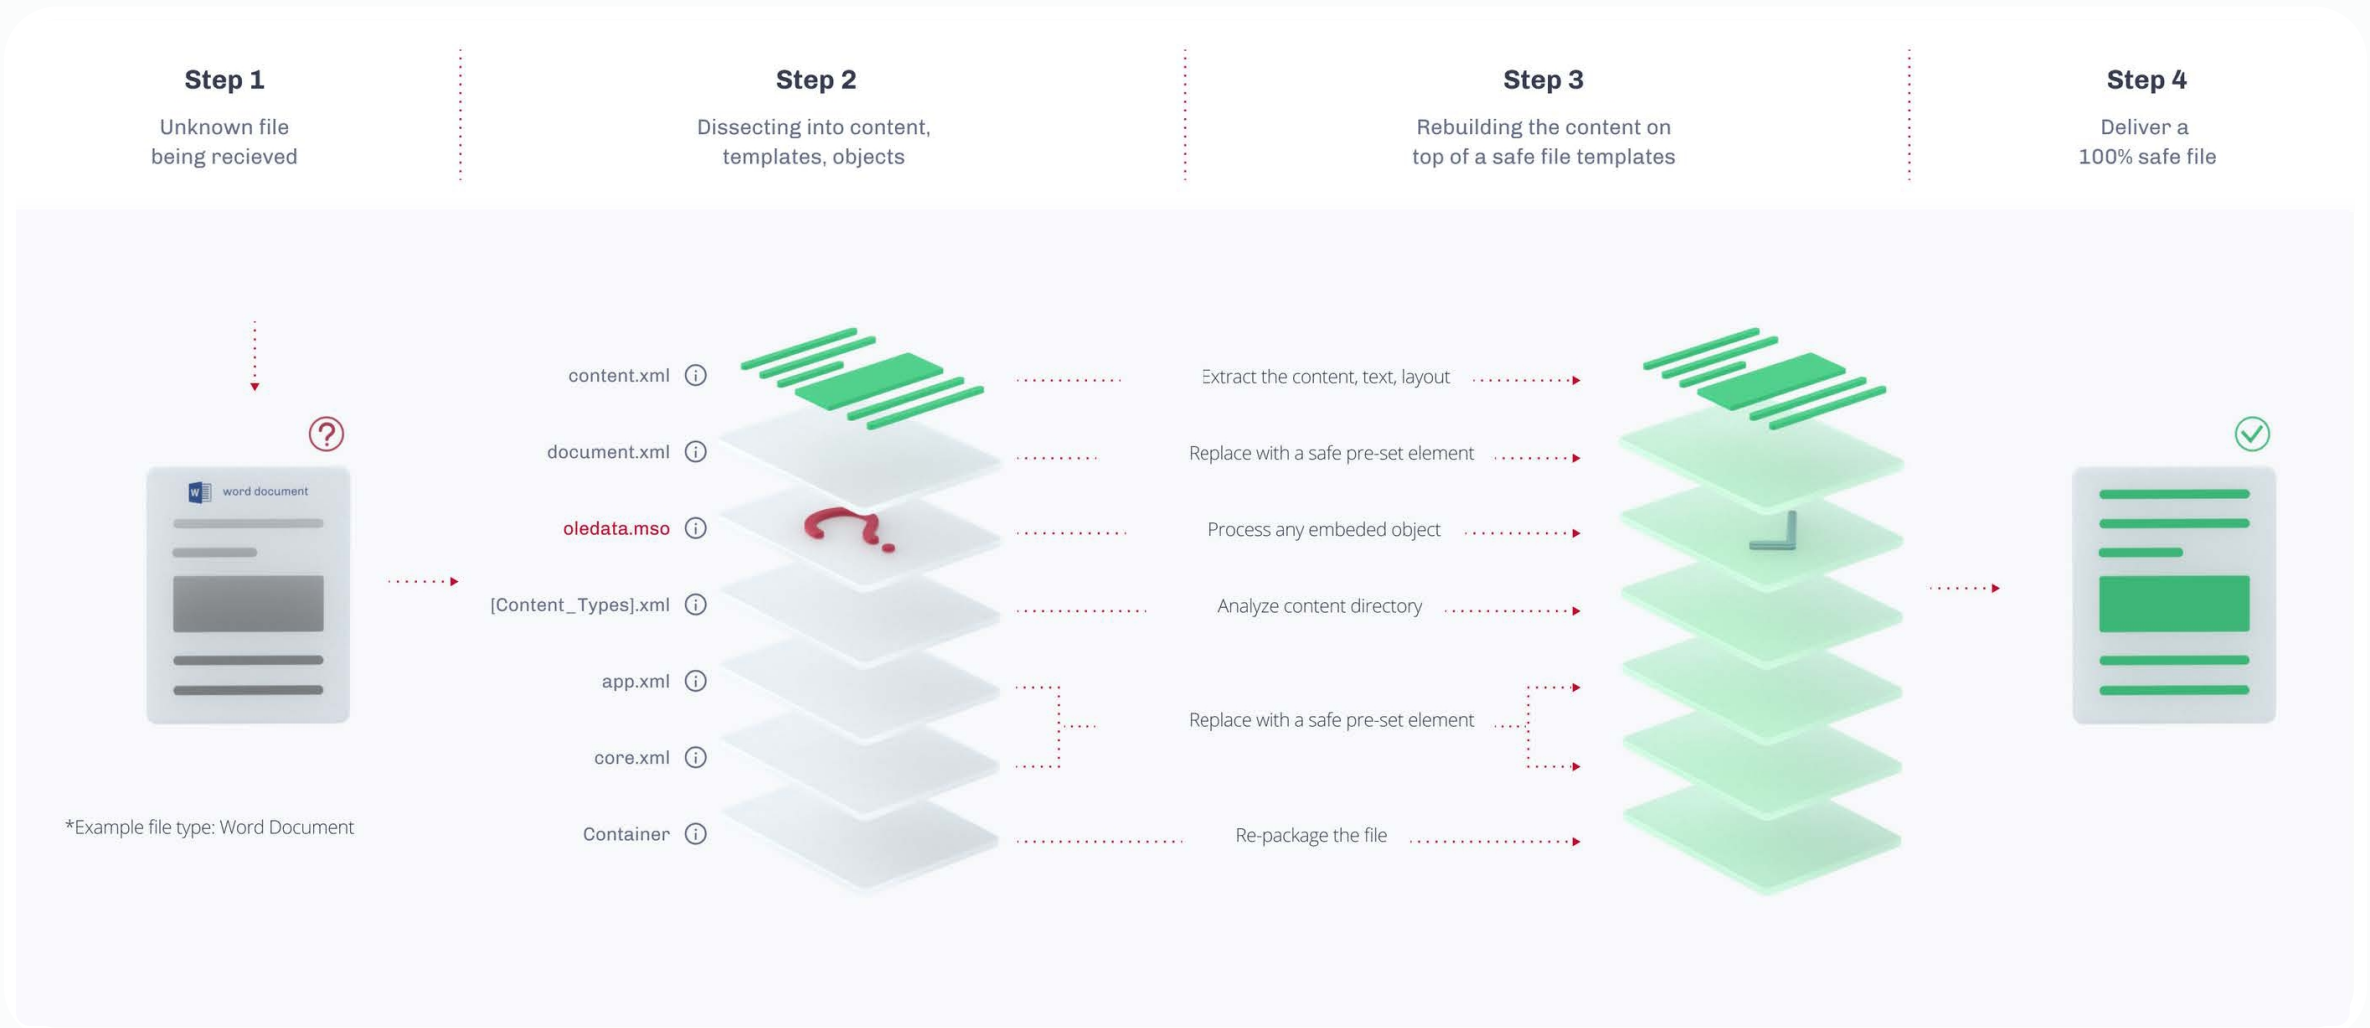 Step 1
Unknown file
being recieved
Step 2
Dissecting into content,
templates, objects
Step 3
Rebuilding the content on
top of a safe file templates
Step 4
Deliver a
100% safe file
?
W word document
*Example file type: Word Document
content.xml
document.xml
oledata.mso
[Content_Types].xml
app.xml
core.xml
Container
Extract the content, text, layout
Replace with a safe pre-set element
Process any embeded object
Analyze content directory
Replace with a safe pre-set element
Re-package the file